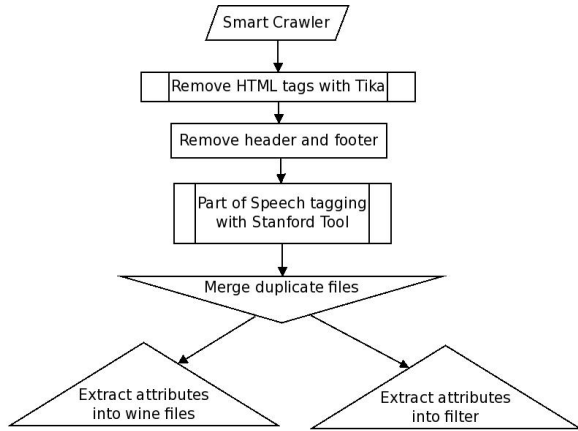 Smart Crawler
Remove HTML tags with Tika
Remove header and footer
Part of Speech tagging
with Stanford Tool
Merge duplicate files
Extract attributes
into wine files
Extract attributes
into filter